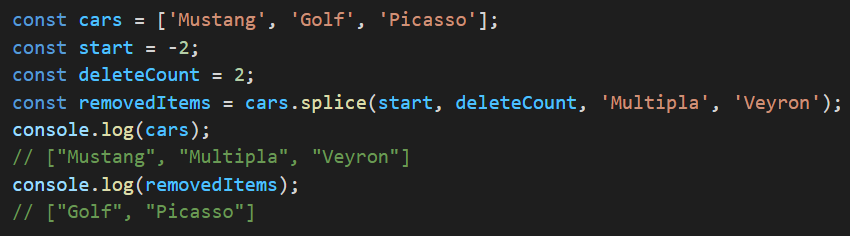 const cars = ['Mustang', 'Golf', 'Picasso'];
const start = -2;
const deleteCount = 2;
const removedItems = cars.splice(start, deleteCount, 'Multipla', 'Veyron');
console.log(cars);
// ["Mustang", "Multipla", "Veyron"]
console.log(removedItems);
// ["Golf", "Picasso"]